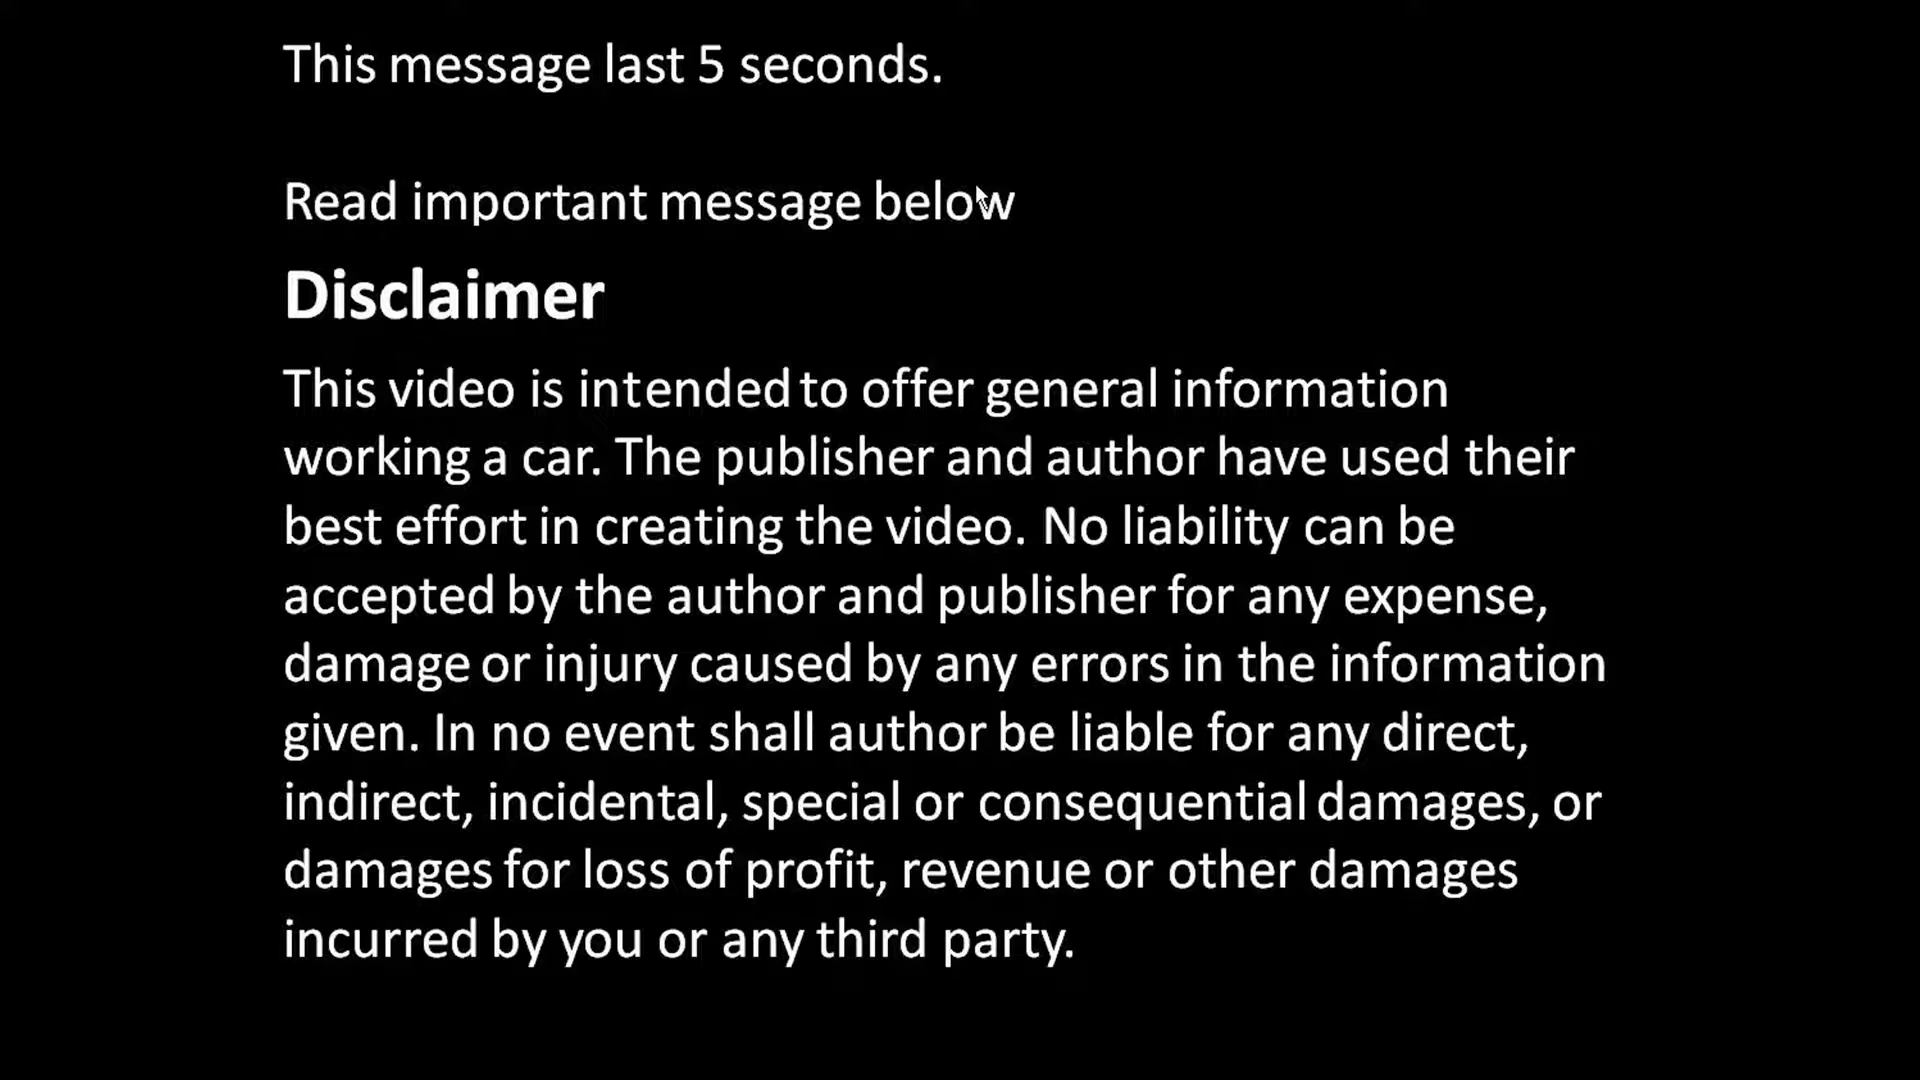 This message last 5 seconds.
Read important message below
Disclaimer
This video is intended to offer general information
working a car. The publisher and author have used their
best effort in creating the video. No liability can be
accepted by the author and publisher for any expense,
damage or injury caused by any errors in the information
given. In no event shall author be liable for any direct,
indirect, incidental, special or consequential damages, or
damages for loss of profit, revenue or other damages
incurred by you or any third party.